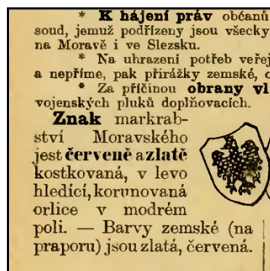 * K hájení práv občanů
soud, jemuž podřízeny jsou všecky
na Moravě i ve Slezsku.
* Na uhrazení potřeb veřej
a nepříme, pak přirážky zemské, o
* Za příčinou obrany vl
vojenských pluků doplňovacích.
Znak markrab-
ství Moravského
jest červeně a zlatě
kostkovaná, v levo
hledící, korunovaná
orlice v modrém
poli. — Barvy zemské (na
praporu) jsou zlatá, červená.